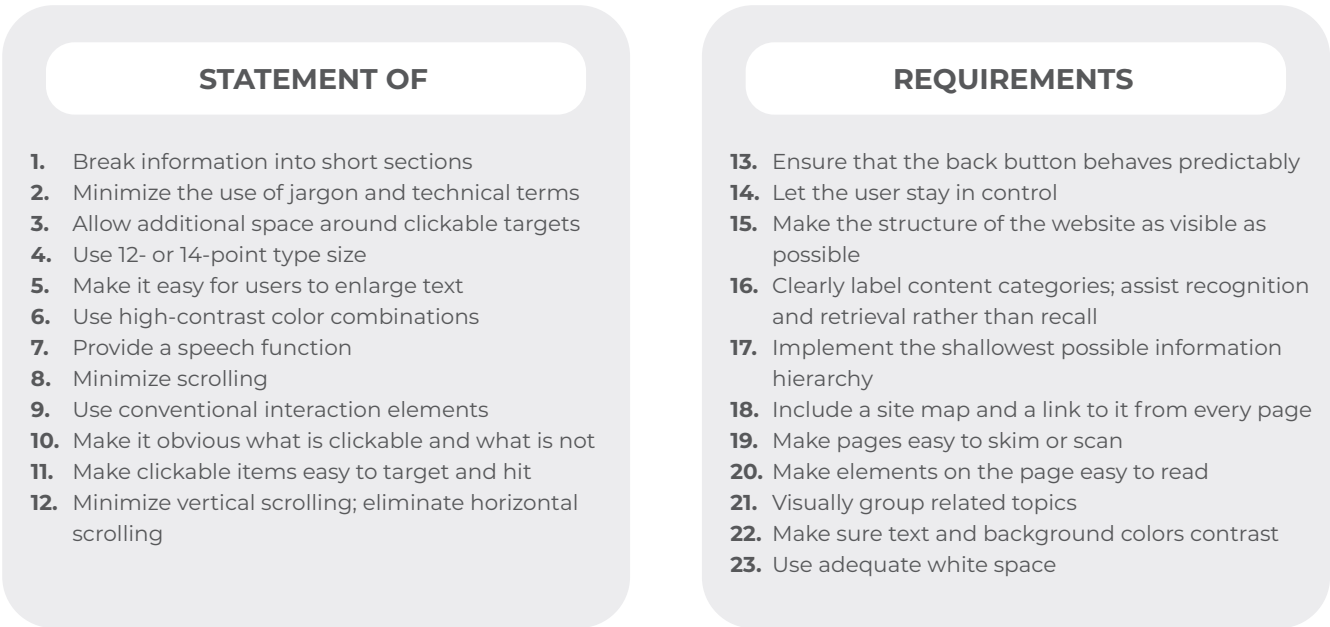 STATEMENT OF
1. Break information into short sections
2. Minimize the use of jargon and technical terms
3. Allow additional space around clickable targets
4. Use 12- or 14-point type size
5. Make it easy for users to enlarge text
6. Use high-contrast color combinations
7. Provide a speech function
8. Minimize scrolling
9. Use conventional interaction elements
10. Make it obvious what is clickable and what is not
11. Make clickable items easy to target and hit
12. Minimize vertical scrolling; eliminate horizontal
scrolling
REQUIREMENTS
13. Ensure that the back button behaves predictably
14. Let the user stay in control
15. Make the structure of the website as visible as
possible
16. Clearly label content categories; assist recognition
and retrieval rather than recall
17. Implement the shallowest possible information
hierarchy
18. Include a site map and a link to it from every page
19. Make pages easy to skim or scan
20. Make elements on the page easy to read
21. Visually group related topics
22. Make sure text and background colors contrast
23. Use adequate white space